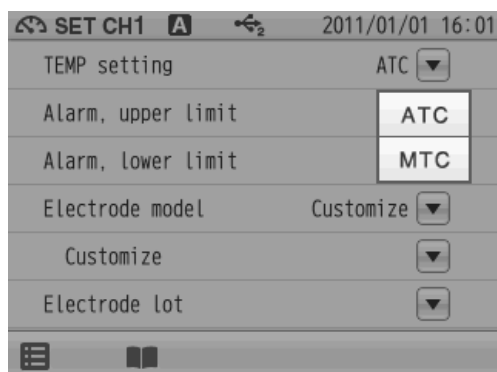 SET CH1 A 2 2011/01/01 16:01
TEMP setting ATC
Alarm, upper limit ATC
Alarm, lower limit MTC
Electrode model Customize
Customize
Electrode lot